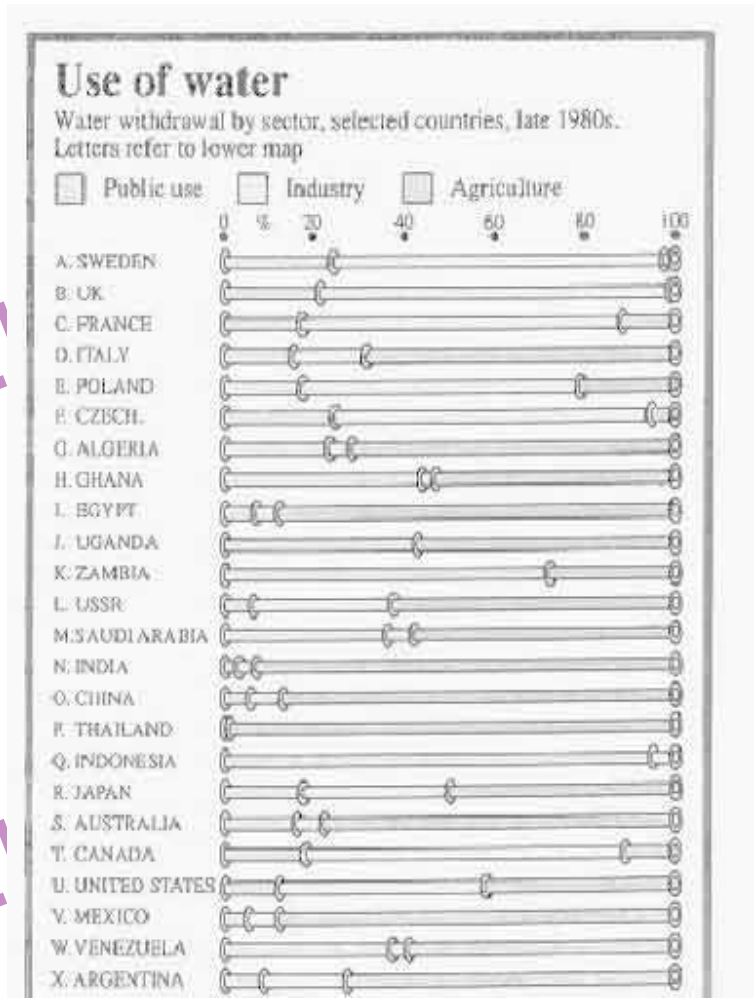 Use of water
Water withdrawal by sector, selected countries, late 1980s.
Letters refer to lower map
Public use Industry Agriculture
0 % 20 40 60 80 100
A. SWEDEN
B. UK
C. FRANCE
D. ITALY
E. POLAND
F. CZECH.
G. ALGERIA
H. GHANA
I. EGYPT
J. UGANDA
K. ZAMBIA
L. USSR
M. SAUDI ARABIA
N. INDIA
O. CHINA
P. THAILAND
Q. INDONESIA
R. JAPAN
S. AUSTRALIA
T. CANADA
U. UNITED STATES
V. MEXICO
W. VENEZUELA
X. ARGENTINA